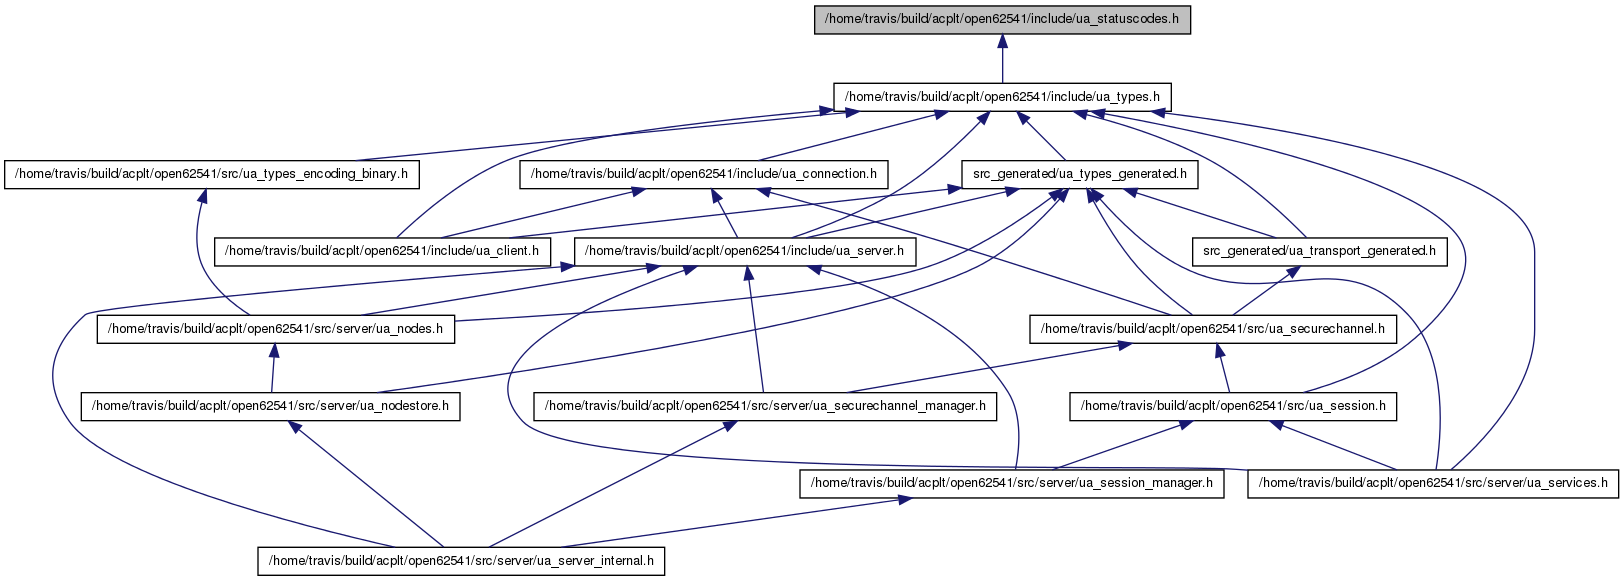 /home/travis/build/acplt/open62541/include/ua_statuscodes.h
/home/travis/build/acplt/open62541/include/ua_types.h
/home/travis/build/acplt/open62541/src/ua_types_encoding_binary.h
/home/travis/build/acplt/open62541/include/ua_connection.h
src_generated/ua_types_generated.h
/home/travis/build/acplt/open62541/include/ua_client.h
/home/travis/build/acplt/open62541/include/ua_server.h
src_generated/ua_transport_generated.h
/home/travis/build/acplt/open62541/src/server/ua_nodes.h
/home/travis/build/acplt/open62541/src/ua_securechannel.h
/home/travis/build/acplt/open62541/src/server/ua_nodestore.h
/home/travis/build/acplt/open62541/src/server/ua_securechannel_manager.h
/home/travis/build/acplt/open62541/src/ua_session.h
/home/travis/build/acplt/open62541/src/server/ua_session_manager.h
/home/travis/build/acplt/open62541/src/server/ua_services.h
/home/travis/build/acplt/open62541/src/server/ua_server_internal.h